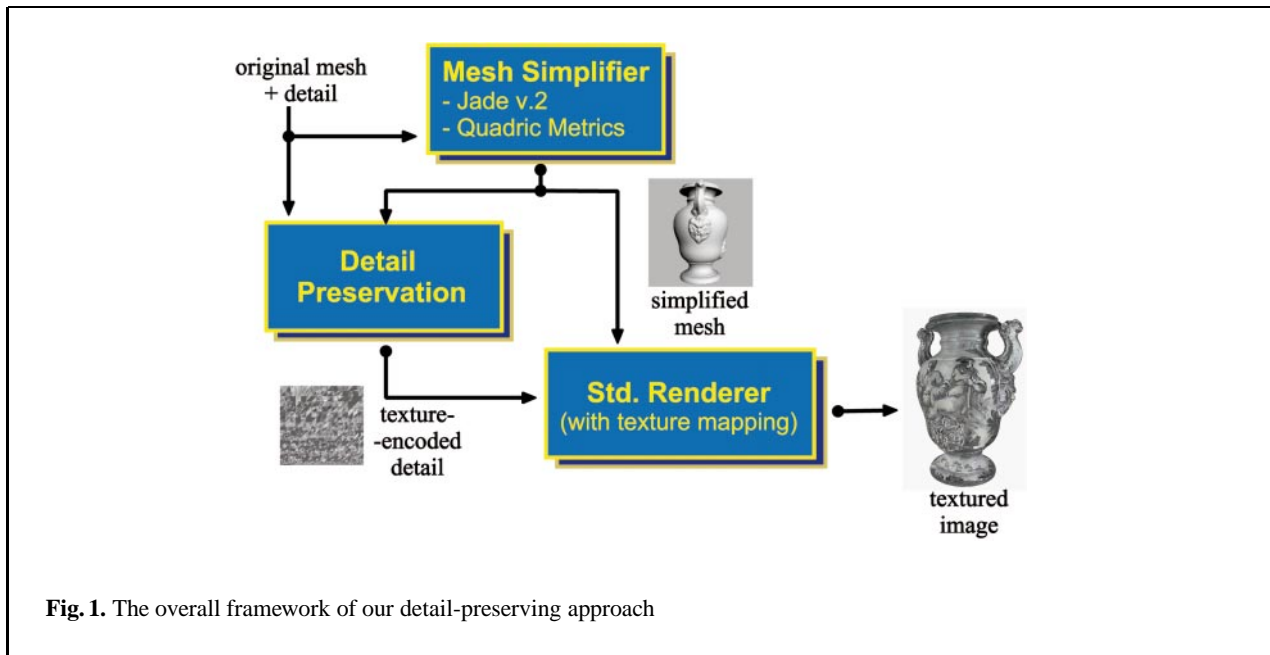 original mesh
+ detail
Mesh Simplifier
- Jade v.2
- Quadric Metrics
Detail
Preservation
simplified
mesh
Std. Renderer
(with texture mapping)
texture-
-encoded
detail
textured
image
Fig. 1. The overall framework of our detail-preserving approach